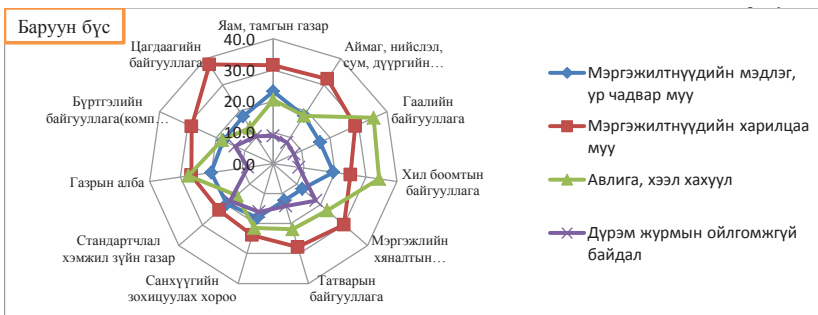 Баруун бүс
Яам, тамгын газар
Аймаг, нийслэл,
сум, дүүргийн…
Гаалийн
байгууллага
Хил боомтын
байгууллага
Мэргэжлийн
хяналтын…
Татварын
байгууллага
Санхүүгийн
зохицуулах хороо
Стандартчлал
хэмжил зүйн газар
Газрын алба
Бүртгэлийн
байгууллага(комп…
Цагдаагийн
байгууллага
40.0
30.0
20.0
10.0
0.0
Мэргэжилтнүүдийн мэдлэг,
ур чадвар муу
Мэргэжилтнүүдийн харилцаа
муу
Авлига, хээл хахуул
Дүрэм журмын ойлгомжгүй
байдал